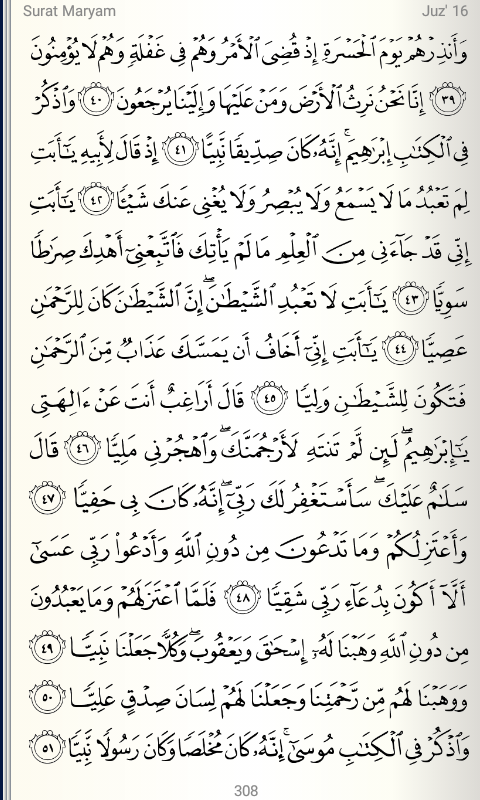 Surat Maryam Juz' 16
وَأَنذِرْهُمْ يَوْمَ ٱلْحَسْرَةِ إِذْ قُضِىَ ٱلْأَمْرُ وَهُمْ فِى غَفْلَةٍ وَهُمْ لَا يُؤْمِنُونَ
٣٩ إِنَّا نَحْنُ نَرِثُ ٱلْأَرْضَ وَمَنْ عَلَيْهَا وَإِلَيْنَا يُرْجَعُونَ ٤٠ وَٱذْكُرْ
فِى ٱلْكِتَٰبِ إِبْرَٰهِيمَ ۚ إِنَّهُۥ كَانَ صِدِّيقًا نَّبِيًّا ٤١ إِذْ قَالَ لِأَبِيهِ يَٰٓأَبَتِ
لِمَ تَعْبُدُ مَا لَا يَسْمَعُ وَلَا يُبْصِرُ وَلَا يُغْنِى عَنكَ شَيْـًٔا ٤٢ يَٰٓأَبَتِ
إِنِّى قَدْ جَآءَنِى مِنَ ٱلْعِلْمِ مَا لَمْ يَأْتِكَ فَٱتَّبِعْنِىٓ أَهْدِكَ صِرَٰطًا
سَوِيًّا ٤٣ يَٰٓأَبَتِ لَا تَعْبُدِ ٱلشَّيْطَٰنَ ۖ إِنَّ ٱلشَّيْطَٰنَ كَانَ لِلرَّحْمَٰنِ
عَصِيًّا ٤٤ يَٰٓأَبَتِ إِنِّىٓ أَخَافُ أَن يَمَسَّكَ عَذَابٌ مِّنَ ٱلرَّحْمَٰنِ
فَتَكُونَ لِلشَّيْطَٰنِ وَلِيًّا ٤٥ قَالَ أَرَاغِبٌ أَنتَ عَنْ ءَالِهَتِى
يَٰٓإِبْرَٰهِيمُ ۖ لَئِن لَّمْ تَنتَهِ لَأَرْجُمَنَّكَ ۖ وَٱهْجُرْنِى مَلِيًّا ٤٦ قَالَ
سَلَٰمٌ عَلَيْكَ ۖ سَأَسْتَغْفِرُ لَكَ رَبِّىٓ ۖ إِنَّهُۥ كَانَ بِى حَفِيًّا ٤٧
وَأَعْتَزِلُكُمْ وَمَا تَدْعُونَ مِن دُونِ ٱللَّهِ وَأَدْعُوا۟ رَبِّى عَسَىٰٓ
أَلَّآ أَكُونَ بِدُعَآءِ رَبِّى شَقِيًّا ٤٨ فَلَمَّا ٱعْتَزَلَهُمْ وَمَا يَعْبُدُونَ
مِن دُونِ ٱللَّهِ وَهَبْنَا لَهُۥٓ إِسْحَٰقَ وَيَعْقُوبَ ۖ وَكُلًّا جَعَلْنَا نَبِيًّا ٤٩
وَوَهَبْنَا لَهُم مِّن رَّحْمَتِنَا وَجَعَلْنَا لَهُمْ لِسَانَ صِدْقٍ عَلِيًّا ٥٠
وَٱذْكُرْ فِى ٱلْكِتَٰبِ مُوسَىٰٓ ۚ إِنَّهُۥ كَانَ مُخْلَصًا وَكَانَ رَسُولًا نَّبِيًّا ٥١
308